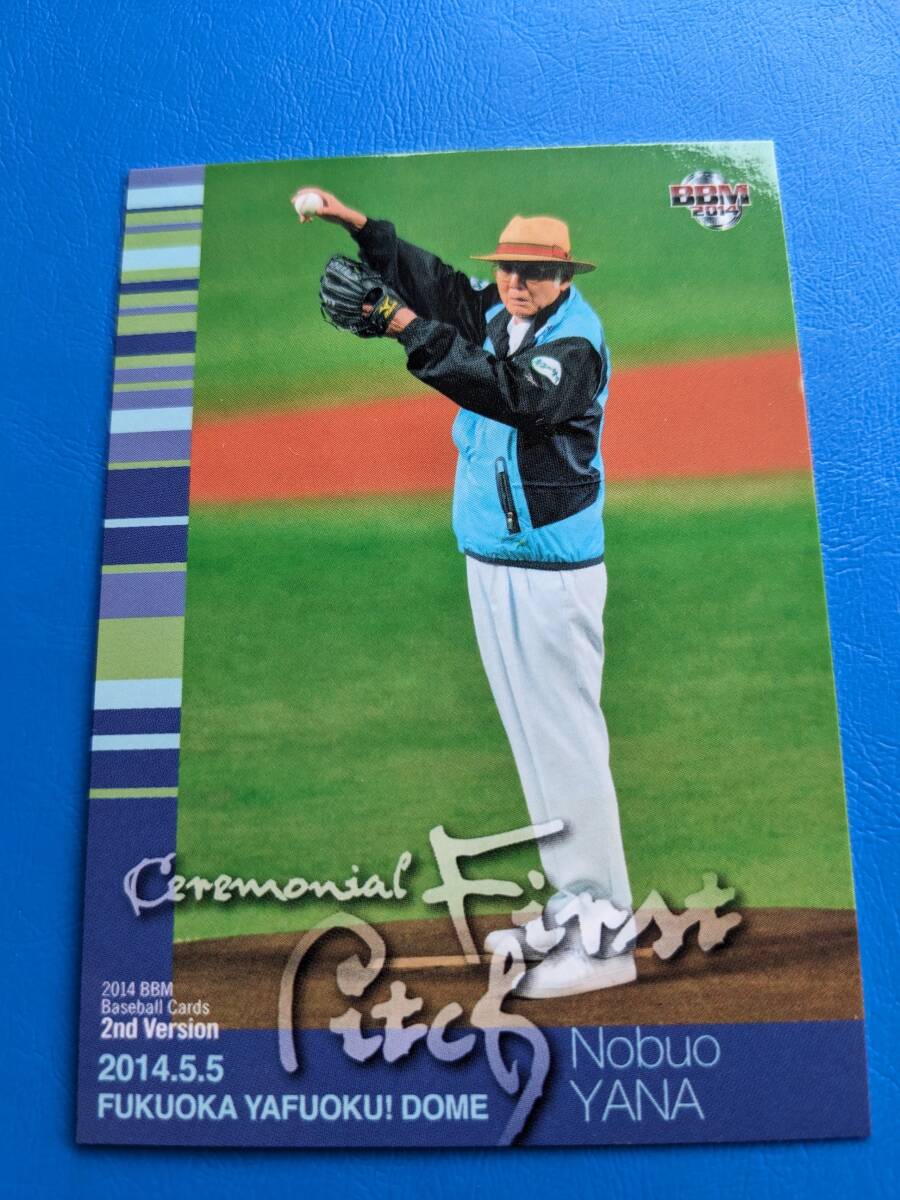 BBM
2014
Ceremonial First
Pitch
2014 BBM
Baseball Cards
2nd Version
2014.5.5
FUKUOKA YAFUOKU! DOME
Nobuo
YANA